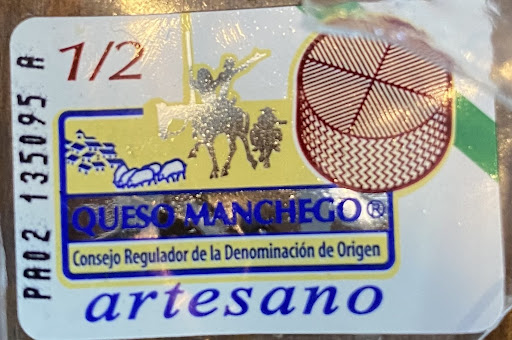 1/2
PA02 135095 A
QUESO MANCHEGO®
Consejo Regulador de la Denominación de Origen
artesano